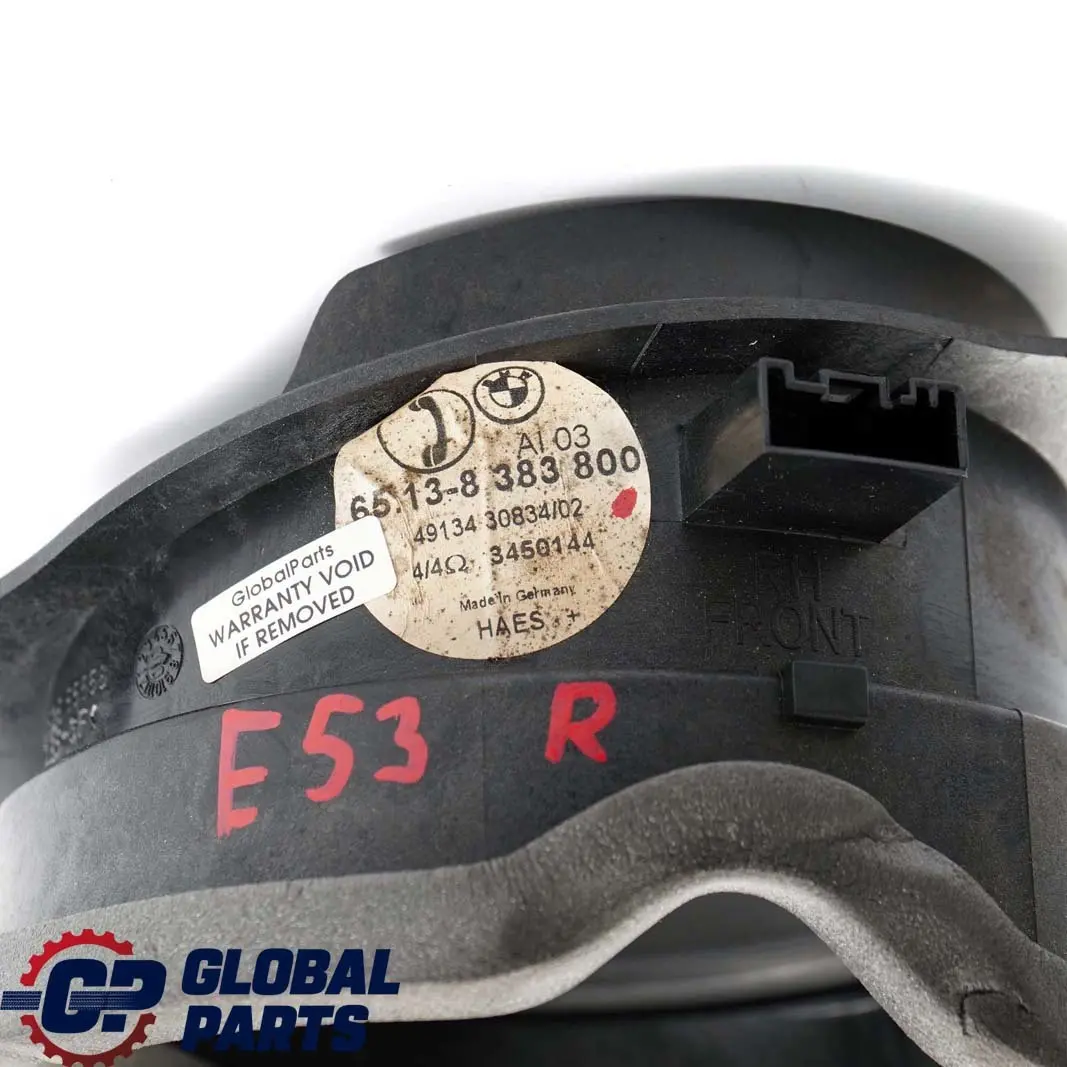 AI 03
65.13-8 383 800
49134 30834/02
4/4Ω 3450144
Made in Germany
HAES +
GlobalParts
WARRANTY VOID
IF REMOVED
RH
FRONT
E53 R
GP GLOBAL
PARTS